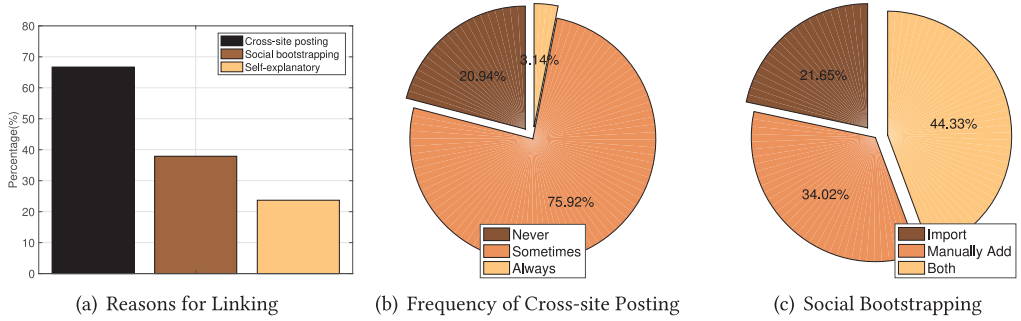 Percentage(%)
80
70
60
50
40
30
20
10
0
Cross-site posting
Social bootstrapping
Self-explanatory
(a) Reasons for Linking
20.94%
3.14%
75.92%
Never
Sometimes
Always
(b) Frequency of Cross-site Posting
21.65%
44.33%
34.02%
Import
Manually Add
Both
(c) Social Bootstrapping